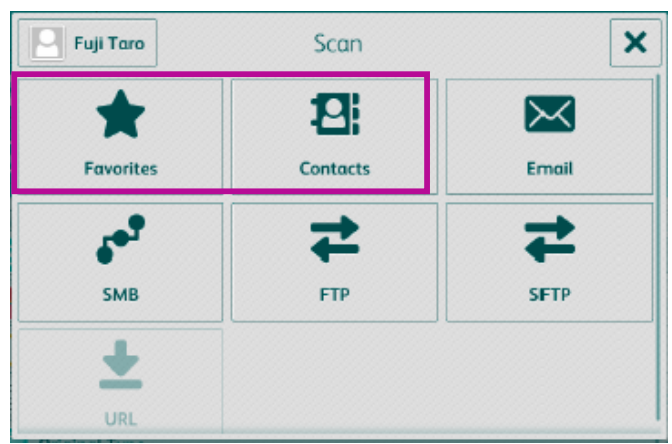 Fuji Taro
Scan
Favorites
Contacts
Email
SMB
FTP
SFTP
URL